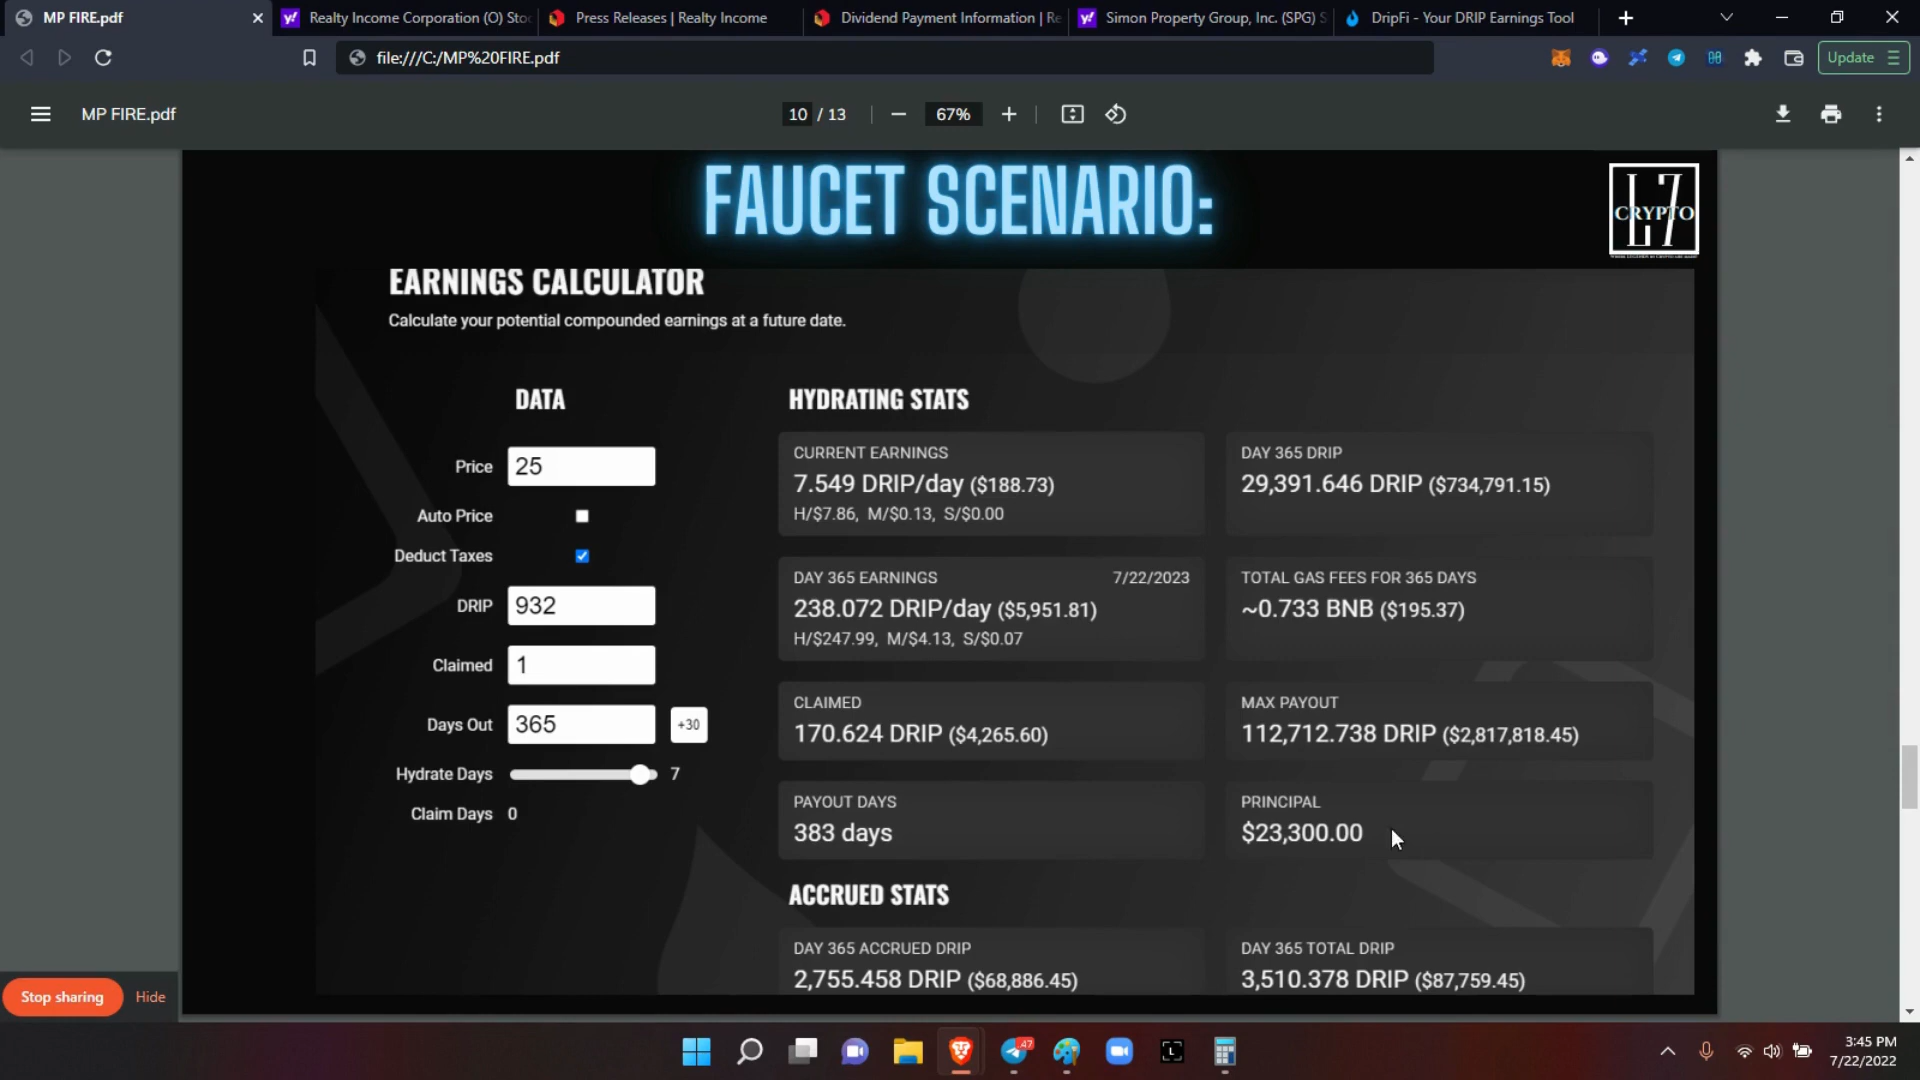 MP FIRE.pdf
Realty Income Corporation (O) Sto
Press Releases | Realty Income
Dividend Payment Information | Re
Simon Property Group, Inc. (SPG) S
DripFi - Your DRIP Earnings Tool
file:///C:/MP%20FIRE.pdf
Update
MP FIRE.pdf
10 / 13
67%
FAUCET SCENARIO:
L7
CRYPTO
EARNINGS CALCULATOR
Calculate your potential compounded earnings at a future date.
DATA
Price 25
Auto Price
Deduct Taxes
DRIP 932
Claimed 1
Days Out 365 +30
Hydrate Days 7
Claim Days 0
HYDRATING STATS
CURRENT EARNINGS
7.549 DRIP/day ($188.73)
H/$7.86, M/$0.13, S/$0.00
DAY 365 DRIP
29,391.646 DRIP ($734,791.15)
DAY 365 EARNINGS 7/22/2023
238.072 DRIP/day ($5,951.81)
H/$247.99, M/$4.13, S/$0.07
TOTAL GAS FEES FOR 365 DAYS
~0.733 BNB ($195.37)
CLAIMED
170.624 DRIP ($4,265.60)
MAX PAYOUT
112,712.738 DRIP ($2,817,818.45)
PAYOUT DAYS
383 days
PRINCIPAL
$23,300.00
ACCRUED STATS
DAY 365 ACCRUED DRIP
2,755.458 DRIP ($68,886.45)
DAY 365 TOTAL DRIP
3,510.378 DRIP ($87,759.45)
Stop sharing
Hide
47
L
3:45 PM
7/22/2022